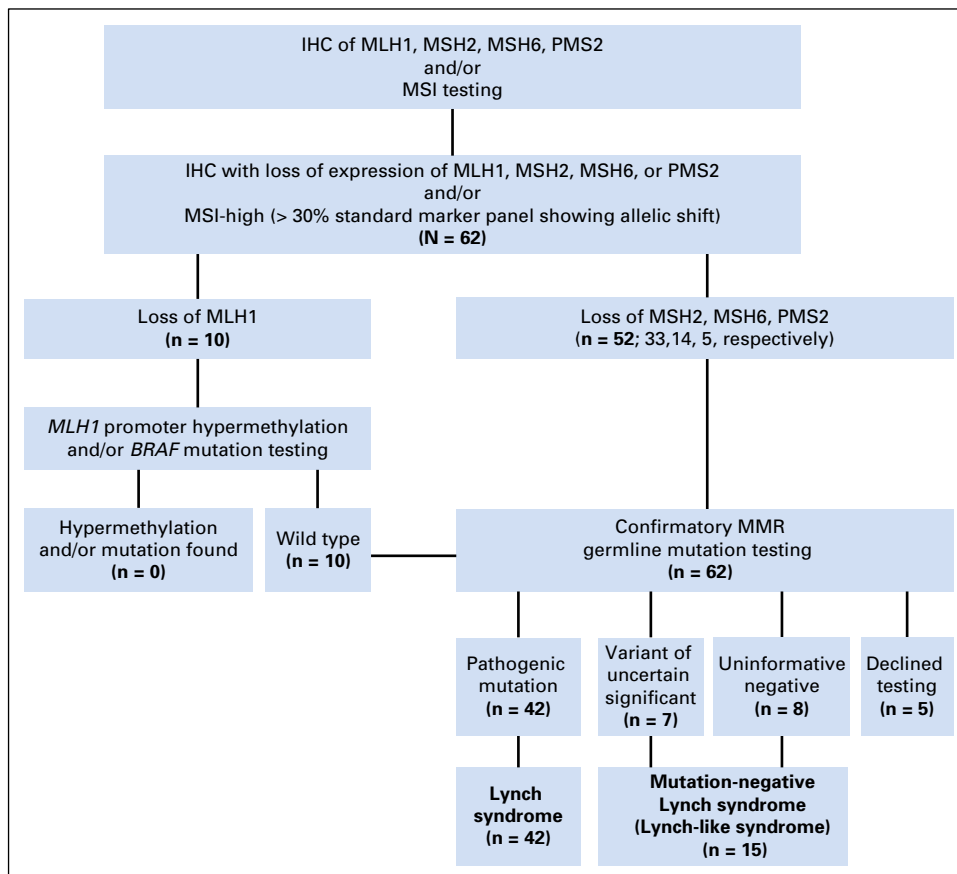 IHC of MLH1, MSH2, MSH6, PMS2
and/or
MSI testing
IHC with loss of expression of MLH1, MSH2, MSH6, or PMS2
and/or
MSI-high (> 30% standard marker panel showing allelic shift)
(N = 62)
Loss of MLH1
(n = 10)
Loss of MSH2, MSH6, PMS2
(n = 52; 33,14, 5, respectively)
MLH1 promoter hypermethylation
and/or BRAF mutation testing
Hypermethylation
and/or mutation found
(n = 0)
Wild type
(n = 10)
Confirmatory MMR
germline mutation testing
(n = 62)
Pathogenic
mutation
(n = 42)
Variant of
uncertain
significant
(n = 7)
Uninformative
negative
(n = 8)
Declined
testing
(n = 5)
Lynch
syndrome
(n = 42)
Mutation-negative
Lynch syndrome
(Lynch-like syndrome)
(n = 15)